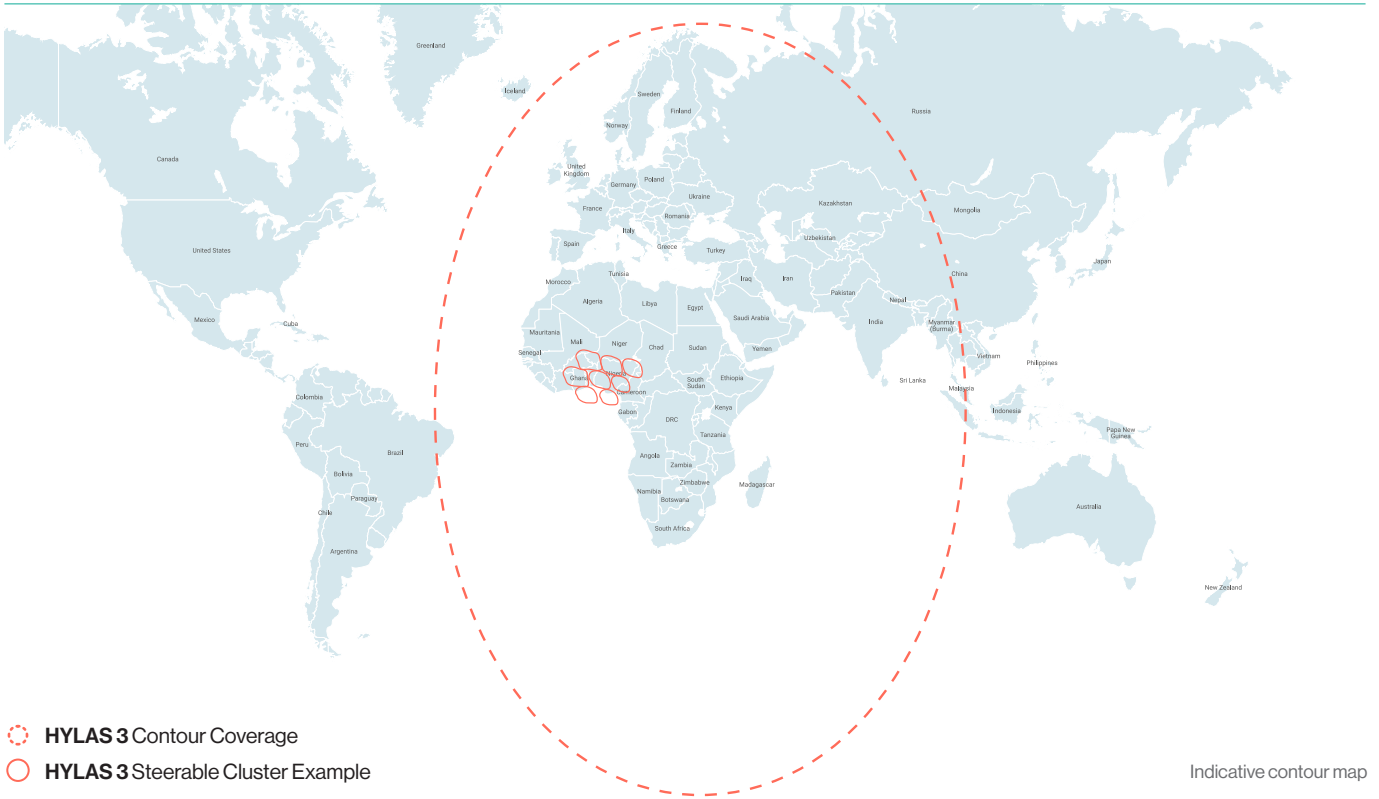 Greenland
Iceland
Sweden
Finland
Norway
Russia
Canada
United
Kingdom
Germany
Poland
Ukraine
France
Romania
Kazakhstan
Mongolia
Italy
Spain
Greece
Turkey
Uzbekistan
United States
Japan
China
Morocco
Tunisia
Iraq
Iran
Pakistan
Nepal
Algeria
Libya
Egypt
Saudi Arabia
India
Myanmar
(Burma)
Mexico
Cuba
Mauritania
Mali
Niger
Chad
Sudan
Yemen
Senegal
Vietnam
Philippines
Ghana
South
Sudan
Ethiopia
Sri Lanka
Malaysia
Cameroon
Colombia
Gabon
Kenya
Indonesia
DRC
Tanzania
Papua New
Guinea
Peru
Brazil
Angola
Zambia
Bolivia
Zimbabwe
Madagascar
Namibia
Botswana
Paraguay
Chila
South Africa
Australia
Argentina
New Zealand
HYLAS 3 Contour Coverage
HYLAS 3 Steerable Cluster Example
Indicative contour map